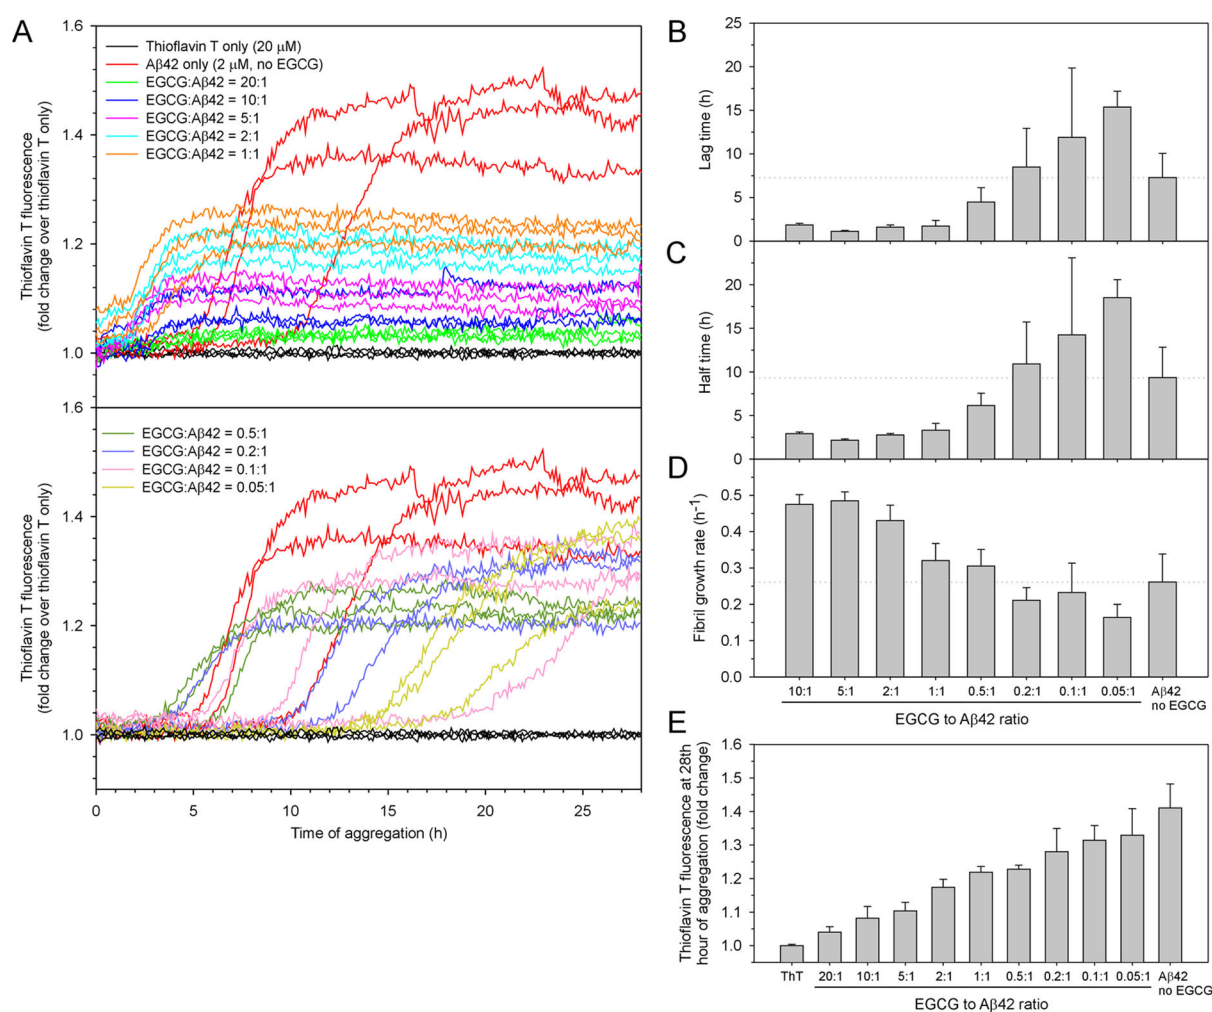 A
1.6
1.4
1.2
1.0
Thioflavin T fluorescence
(fold change over thioflavin T only)
Thioflavin T only (20 μM)
Aβ42 only (2 μM, no EGCG)
EGCG:Aβ42 = 20:1
EGCG:Aβ42 = 10:1
EGCG:Aβ42 = 5:1
EGCG:Aβ42 = 2:1
EGCG:Aβ42 = 1:1
1.6
1.4
1.2
1.0
Thioflavin T fluorescence
(fold change over thioflavin T only)
EGCG:Aβ42 = 0.5:1
EGCG:Aβ42 = 0.2:1
EGCG:Aβ42 = 0.1:1
EGCG:Aβ42 = 0.05:1
0 5 10 15 20 25
Time of aggregation (h)
B
25
20
15
10
5
0
Lag time (h)
C
20
15
10
5
0
Half time (h)
D
0.5
0.4
0.3
0.2
0.1
0.0
Fibril growth rate (h⁻¹)
10:1 5:1 2:1 1:1 0.5:1 0.2:1 0.1:1 0.05:1 Aβ42
no EGCG
EGCG to Aβ42 ratio
E
1.6
1.5
1.4
1.3
1.2
1.1
1.0
Thioflavin T fluorescence at 28th
hour of aggregation (fold change)
ThT 20:1 10:1 5:1 2:1 1:1 0.5:1 0.2:1 0.1:1 0.05:1 Aβ42
no EGCG
EGCG to Aβ42 ratio